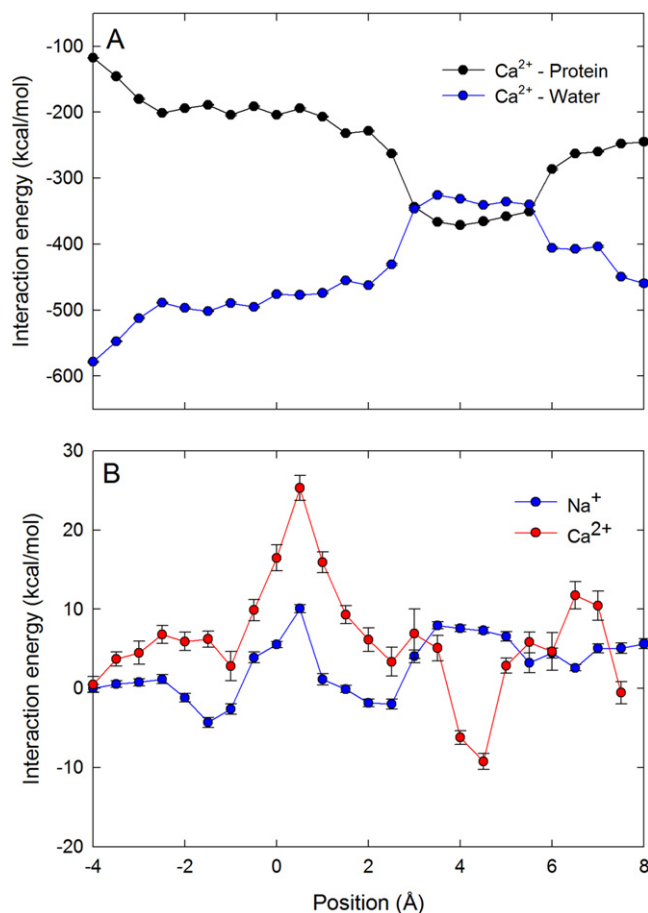 A
Ca2+ - Protein
Ca2+ - Water
Interaction energy (kcal/mol)
-100
-200
-300
-400
-500
-600
B
Na+
Ca2+
Interaction energy (kcal/mol)
30
20
10
0
-10
-20
-4 -2 0 2 4 6 8
Position (Å)